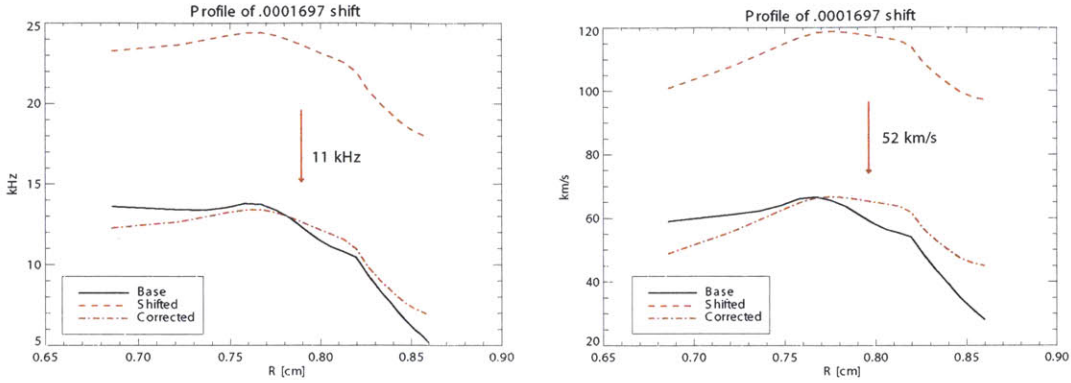 Profile of .0001697 shift
25
20
15
10
5
kHz
11 kHz
Base
Shifted
Corrected
0.65 0.70 0.75 0.80 0.85 0.90
R [cm]
Profile of .0001697 shift
120
100
80
60
40
20
km/s
52 km/s
Base
Shifted
Corrected
0.65 0.70 0.75 0.80 0.85 0.90
R [cm]